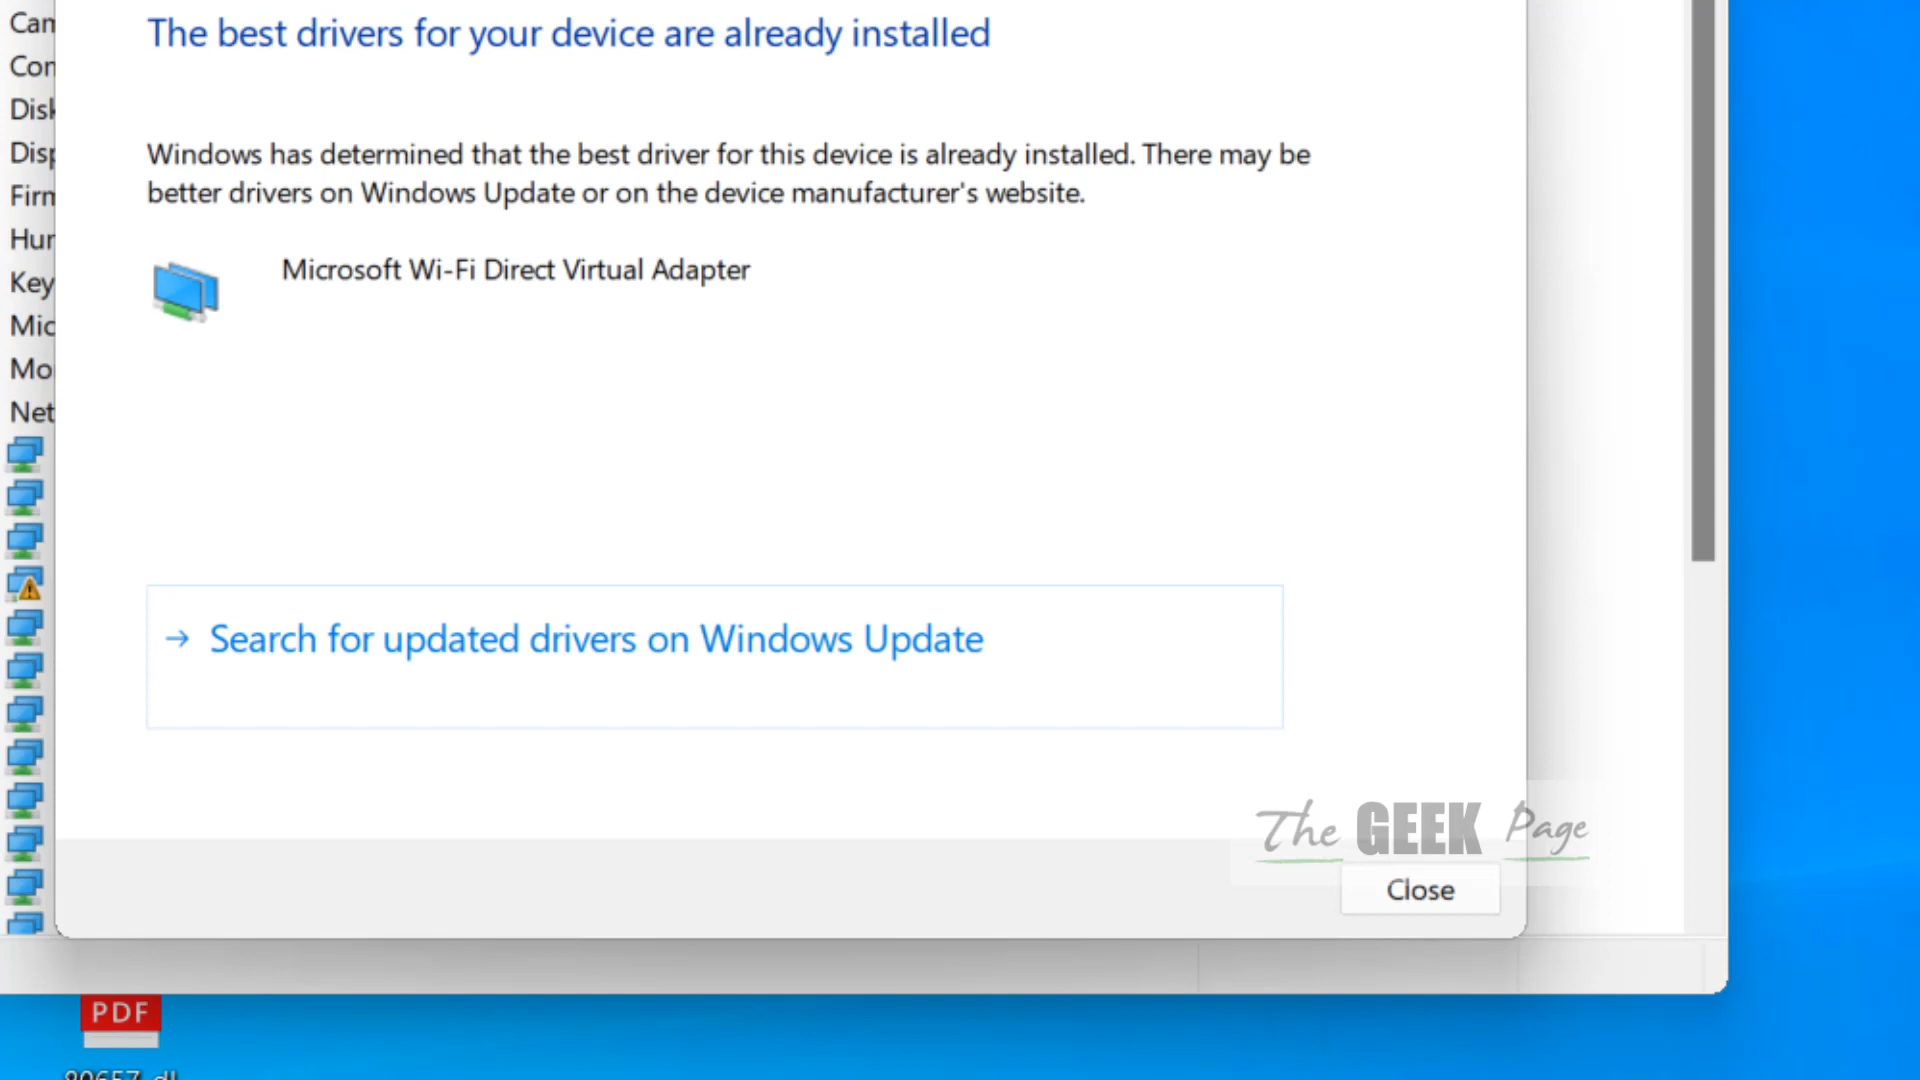 The best drivers for your device are already installed
Windows has determined that the best driver for this device is already installed. There may be
better drivers on Windows Update or on the device manufacturer's website.
Microsoft Wi-Fi Direct Virtual Adapter
Search for updated drivers on Windows Update
The GEEK Page
Close
Cam
Con
Disk
Disp
Firm
Hum
Key
Mic
Mo
Net
PDF